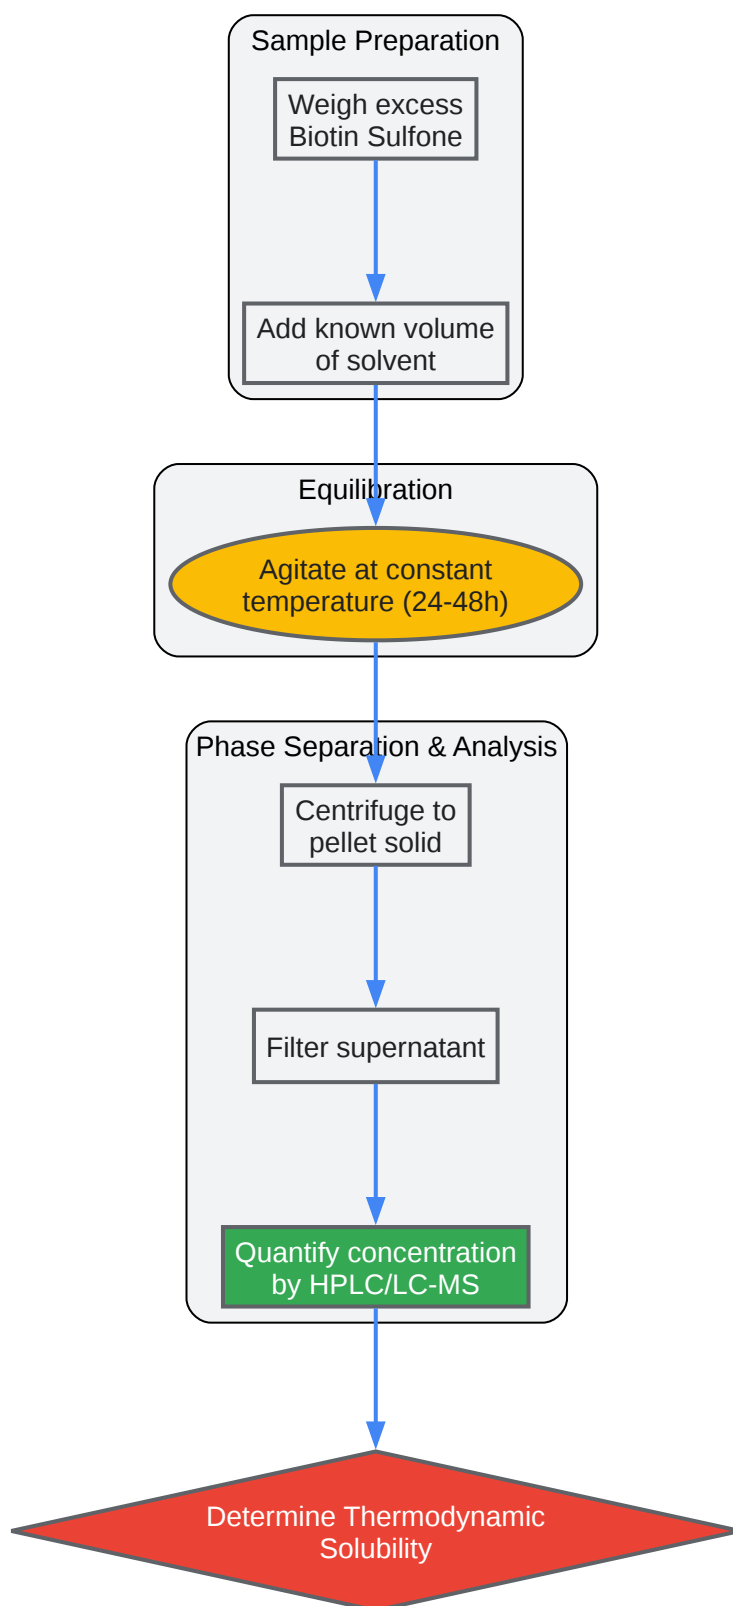 Sample Preparation
Weigh excess
Biotin Sulfone
Add known volume
of solvent
Equilibration
Agitate at constant
temperature (24-48h)
Phase Separation & Analysis
Centrifuge to
pellet solid
Filter supernatant
Quantify concentration
by HPLC/LC-MS
Determine Thermodynamic
Solubility